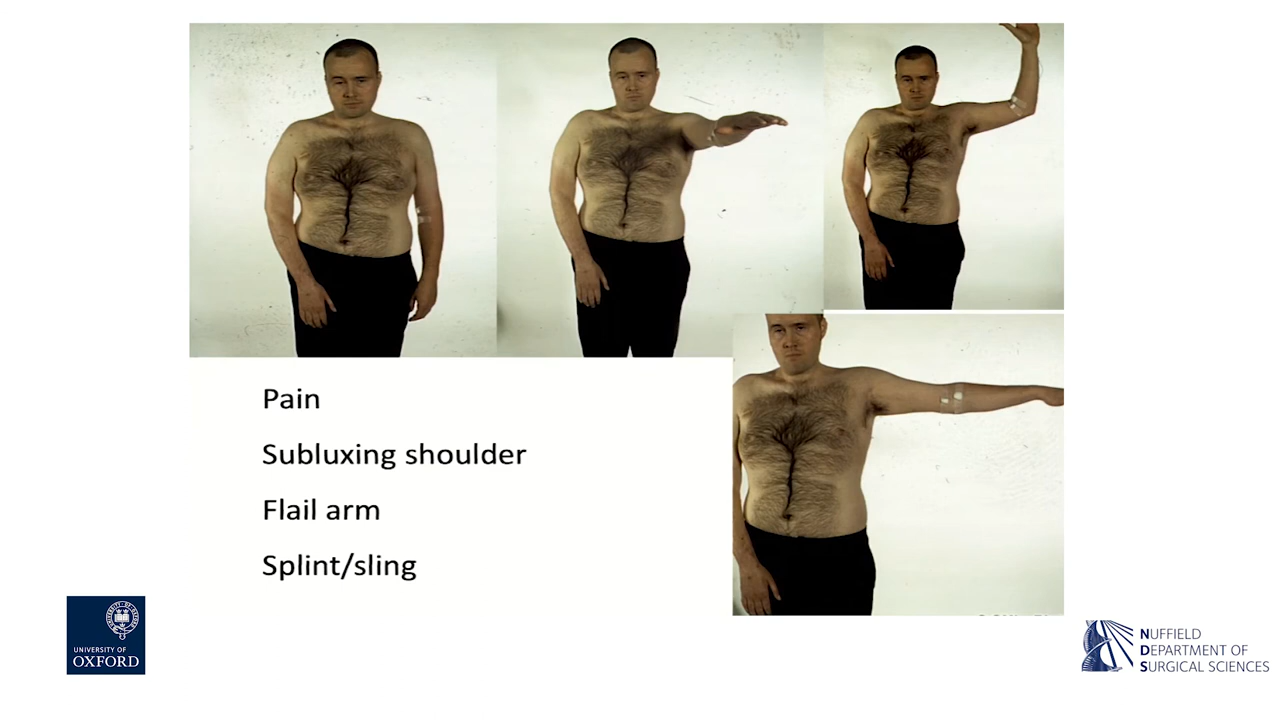 Pain
Subluxing shoulder
Flail arm
Splint/sling
UNIVERSITY OF
OXFORD
NUFFIELD
DEPARTMENT OF
SURGICAL SCIENCES